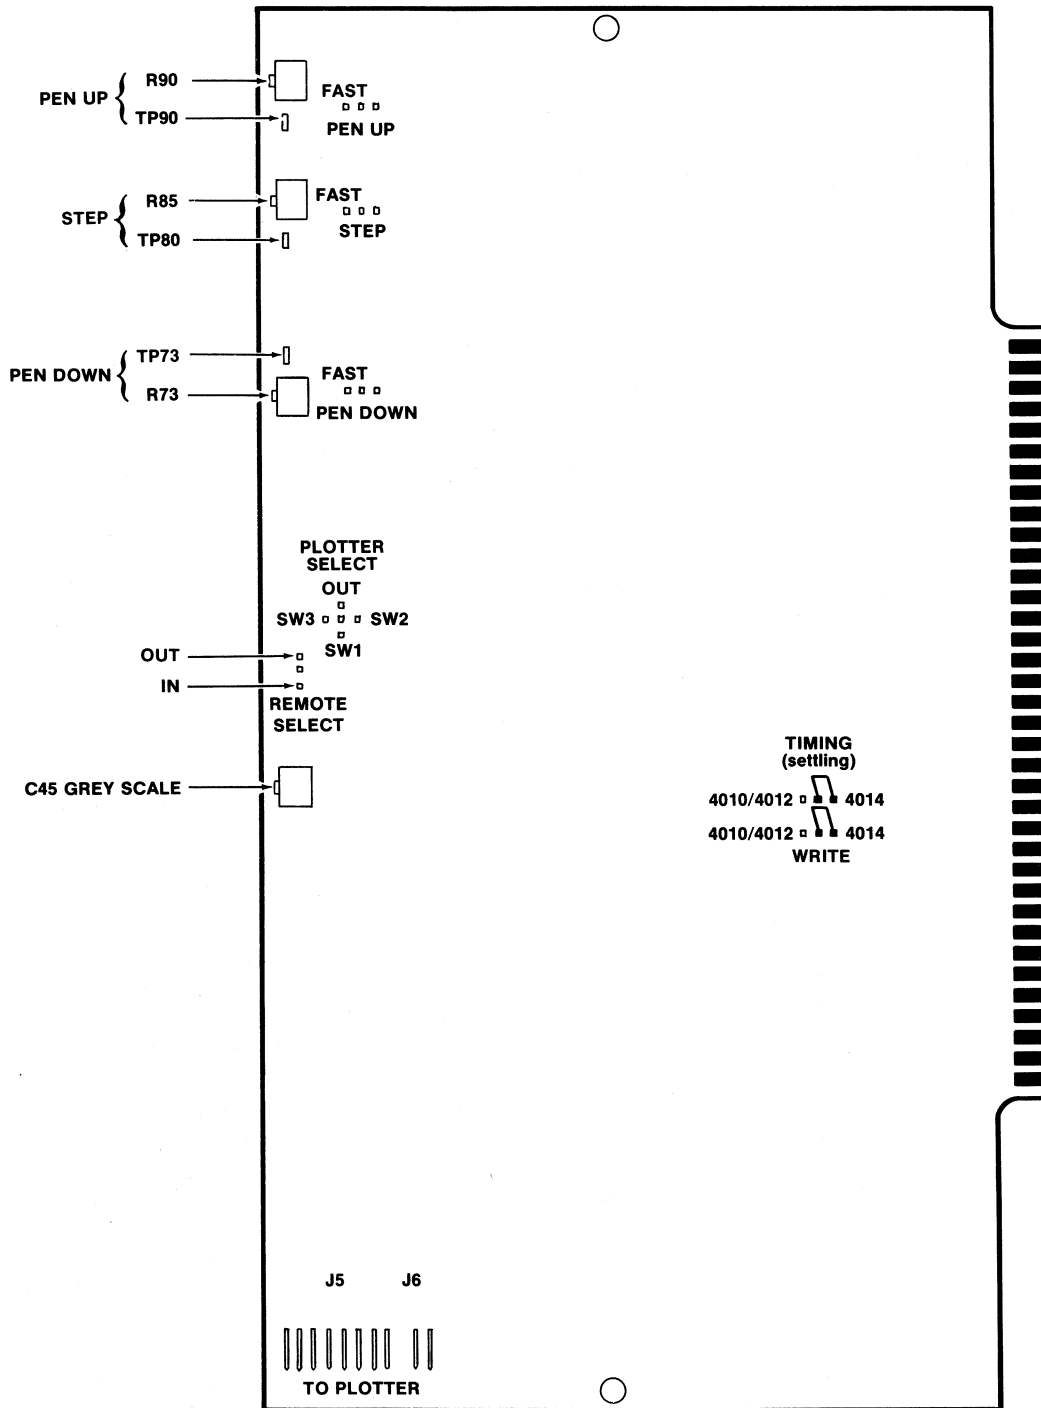 PEN UP
R90
TP90
FAST
PEN UP
STEP
R85
TP80
FAST
STEP
PEN DOWN
TP73
R73
FAST
PEN DOWN
PLOTTER
SELECT
OUT
SW3 SW2
SW1
OUT
IN
REMOTE
SELECT
C45 GREY SCALE
TIMING
(settling)
4010/4012 4014
4010/4012 4014
WRITE
J5 J6
TO PLOTTER